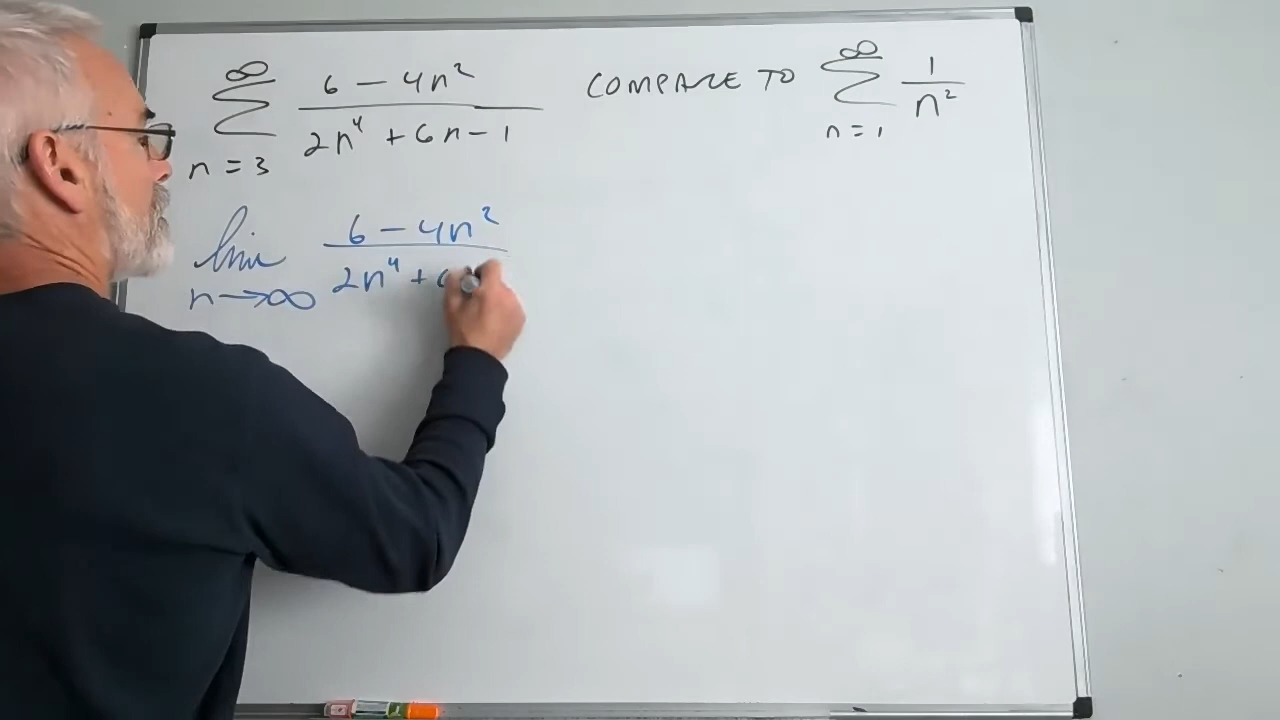 ∞ 6 − 4n² COMPARE TO ∞ 1
Σ 2n⁴ + 6n − 1 Σ n²
n = 3 n = 1
lim 6 − 4n²
n→∞ 2n⁴ + 6